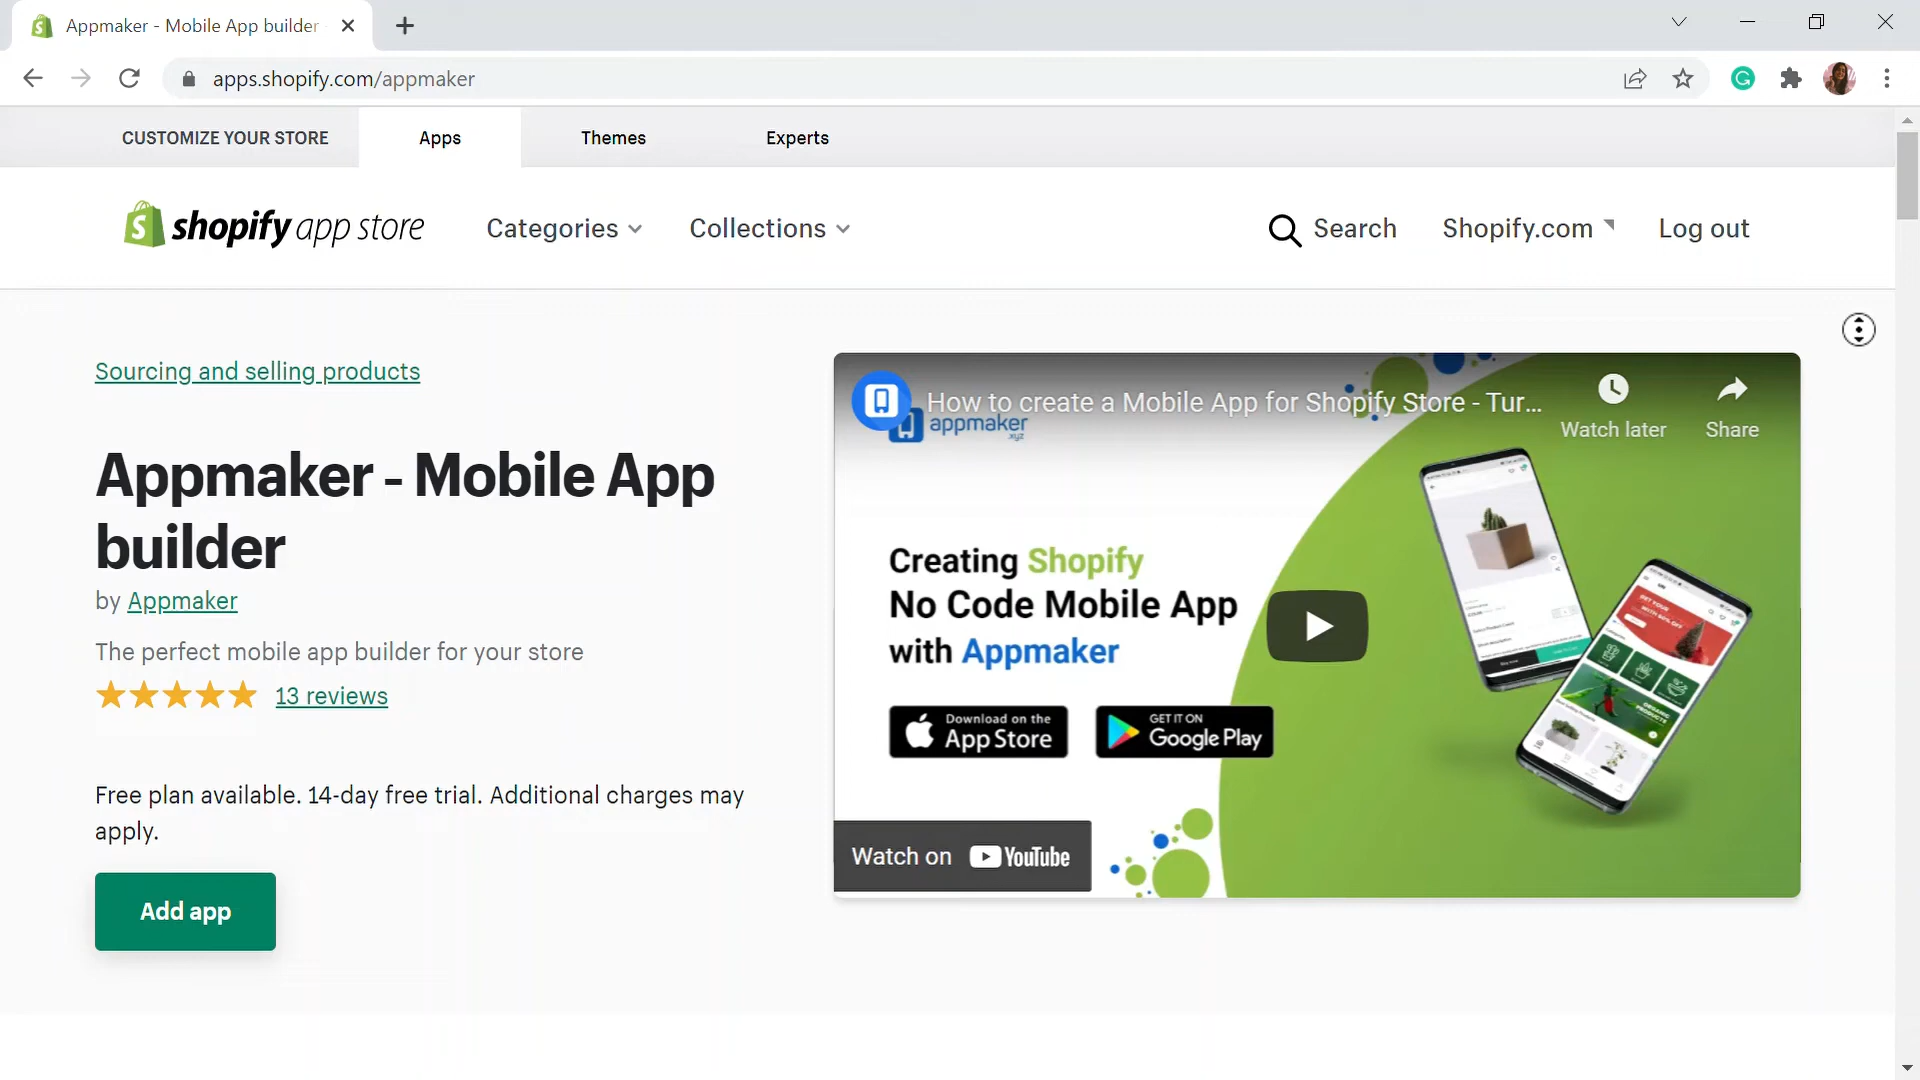 Appmaker - Mobile App builder
apps.shopify.com/appmaker
CUSTOMIZE YOUR STORE
Apps
Themes
Experts
shopify app store
Categories
Collections
Search
Shopify.com
Log out
Sourcing and selling products
Appmaker - Mobile App
builder
by Appmaker
The perfect mobile app builder for your store
13 reviews
Free plan available. 14-day free trial. Additional charges may
apply.
Add app
How to create a Mobile App for Shopify Store - Tur...
appmaker
.xyz
Watch later
Share
Creating Shopify
No Code Mobile App
with Appmaker
Download on the
App Store
GET IT ON
Google Play
Watch on YouTube